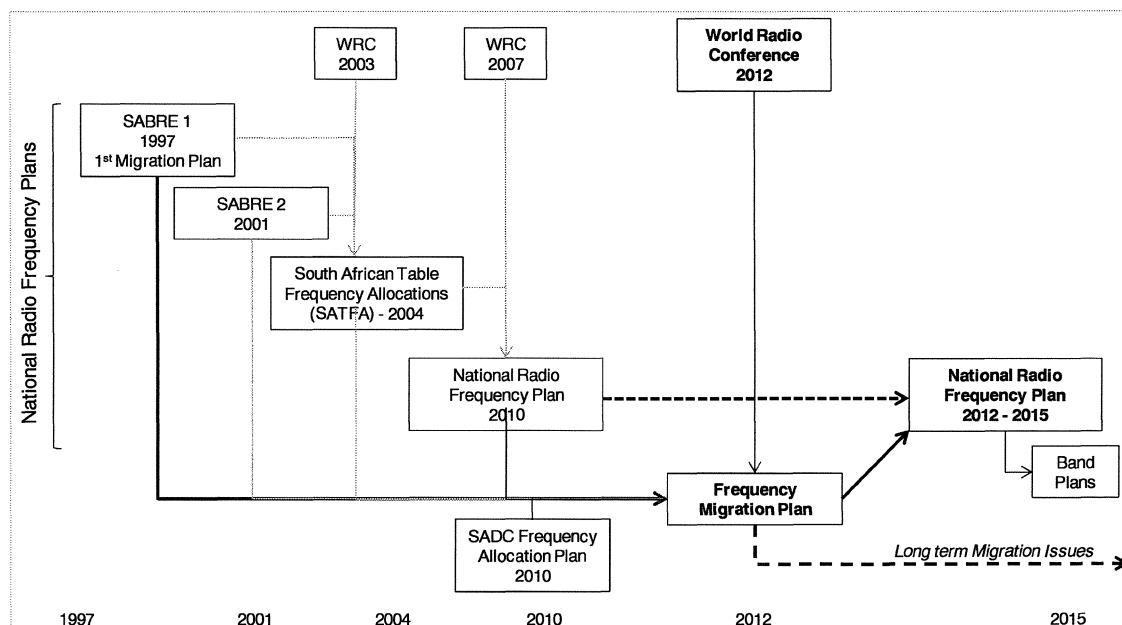 WRC
2003
WRC
2007
World Radio
Conference
2012
National Radio Frequency Plans
SABRE 1
1997
1st Migration Plan
SABRE 2
2001
South African Table
Frequency Allocations
(SATFA) - 2004
National Radio
Frequency Plan
2010
National Radio
Frequency Plan
2012 - 2015
Band
Plans
Frequency
Migration Plan
SADC Frequency
Allocation Plan
2010
Long term Migration Issues
1997
2001
2004
2010
2012
2015